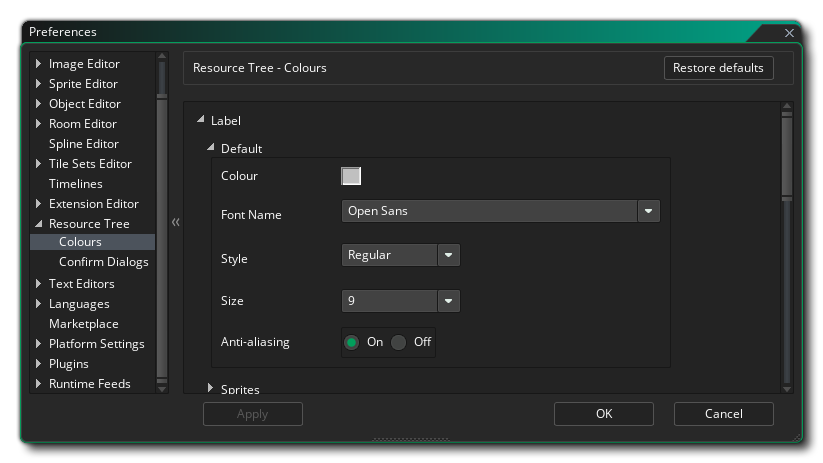 Preferences
Image Editor
Sprite Editor
Object Editor
Room Editor
Spline Editor
Tile Sets Editor
Timelines
Extension Editor
Resource Tree
Colours
Confirm Dialogs
Text Editors
Languages
Marketplace
Platform Settings
Plugins
Runtime Feeds
Resource Tree - Colours
Restore defaults
Label
Default
Colour
Font Name
Open Sans
Style
Regular
Size
9
Anti-aliasing
On Off
Sprites
Apply
OK
Cancel